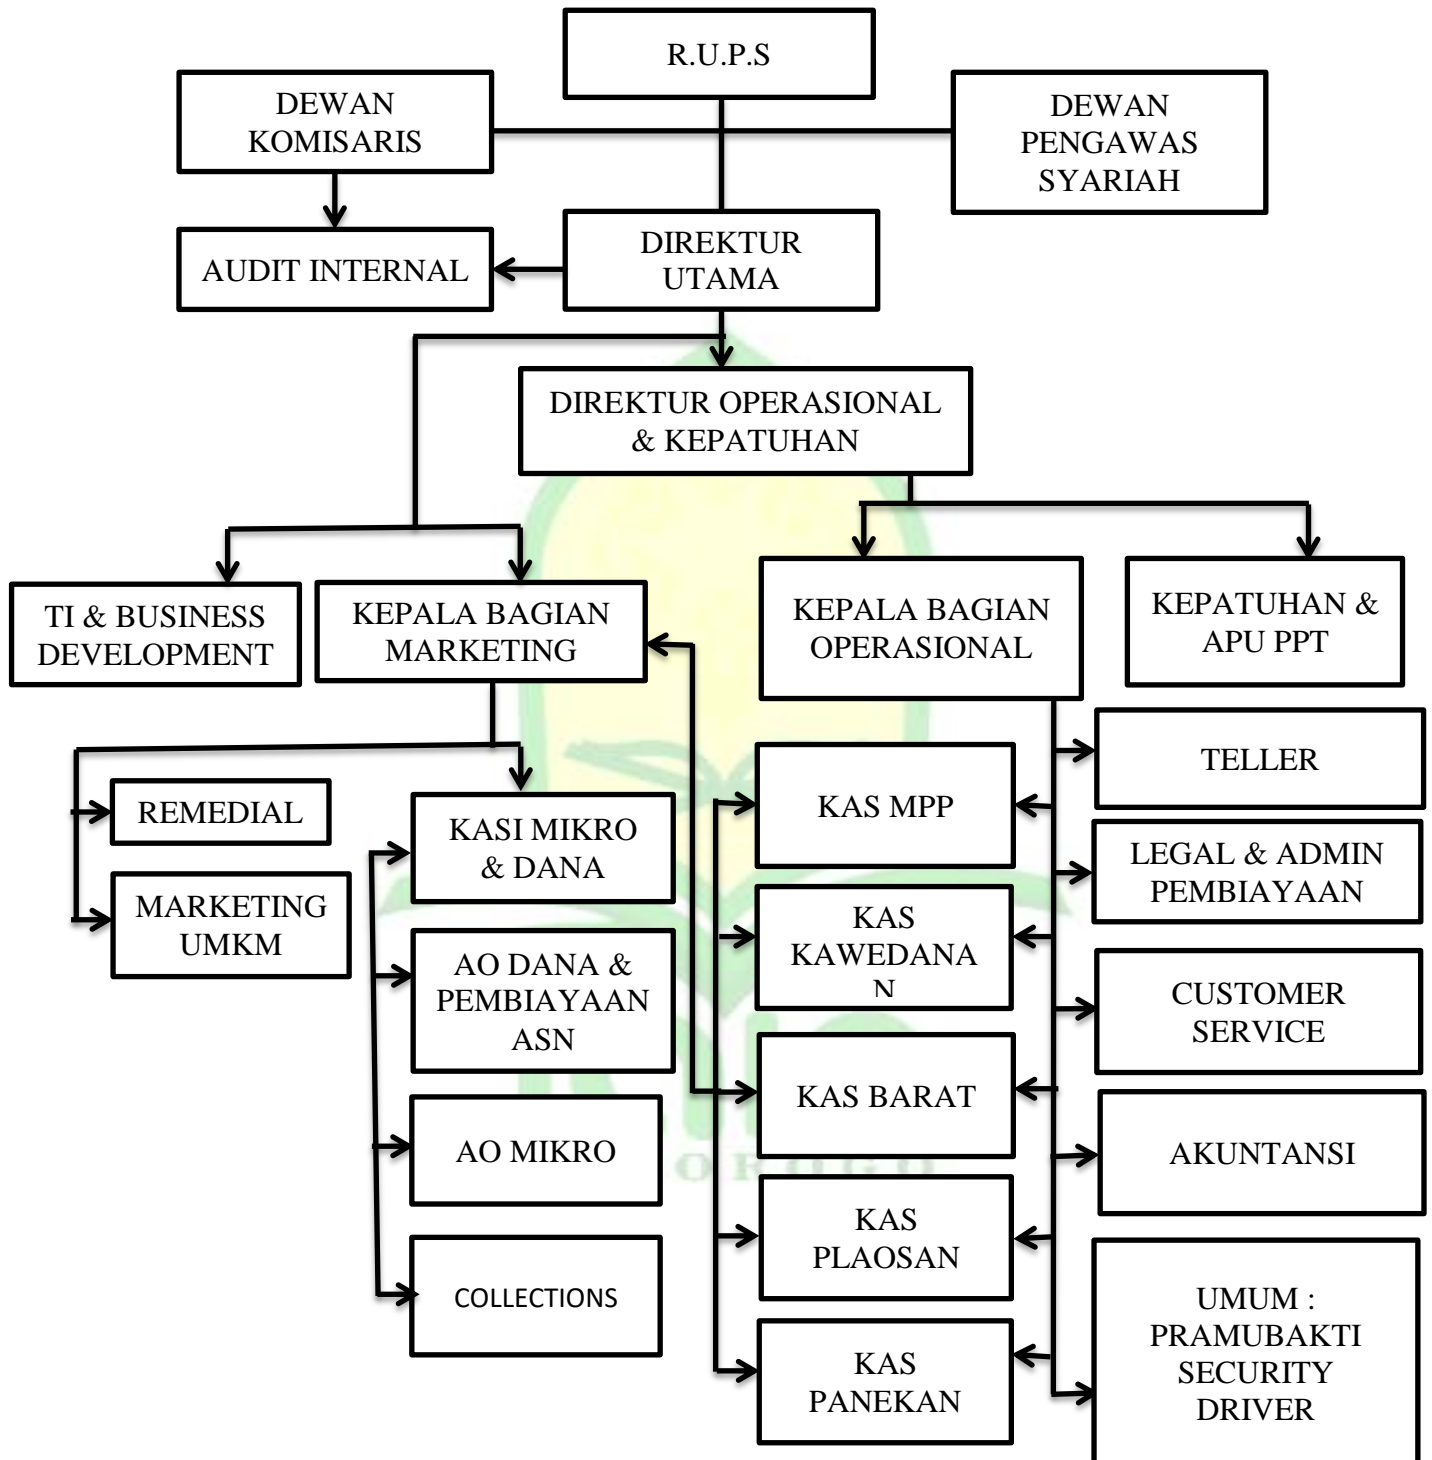 R.U.P.S
DEWAN
KOMISARIS
DEWAN
PENGAWAS
SYARIAH
AUDIT INTERNAL
DIREKTUR
UTAMA
DIREKTUR OPERASIONAL
& KEPATUHAN
TI & BUSINESS
DEVELOPMENT
KEPALA BAGIAN
MARKETING
KEPALA BAGIAN
OPERASIONAL
KEPATUHAN &
APU PPT
REMEDIAL
MARKETING
UMKM
KASI MIKRO
& DANA
AO DANA &
PEMBIAYAAN
ASN
AO MIKRO
COLLECTIONS
KAS MPP
KAS
KAWEDANA
N
KAS BARAT
KAS
PLAOSAN
KAS
PANEKAN
TELLER
LEGAL & ADMIN
PEMBIAYAAN
CUSTOMER
SERVICE
AKUNTANSI
UMUM :
PRAMUBAKTI
SECURITY
DRIVER